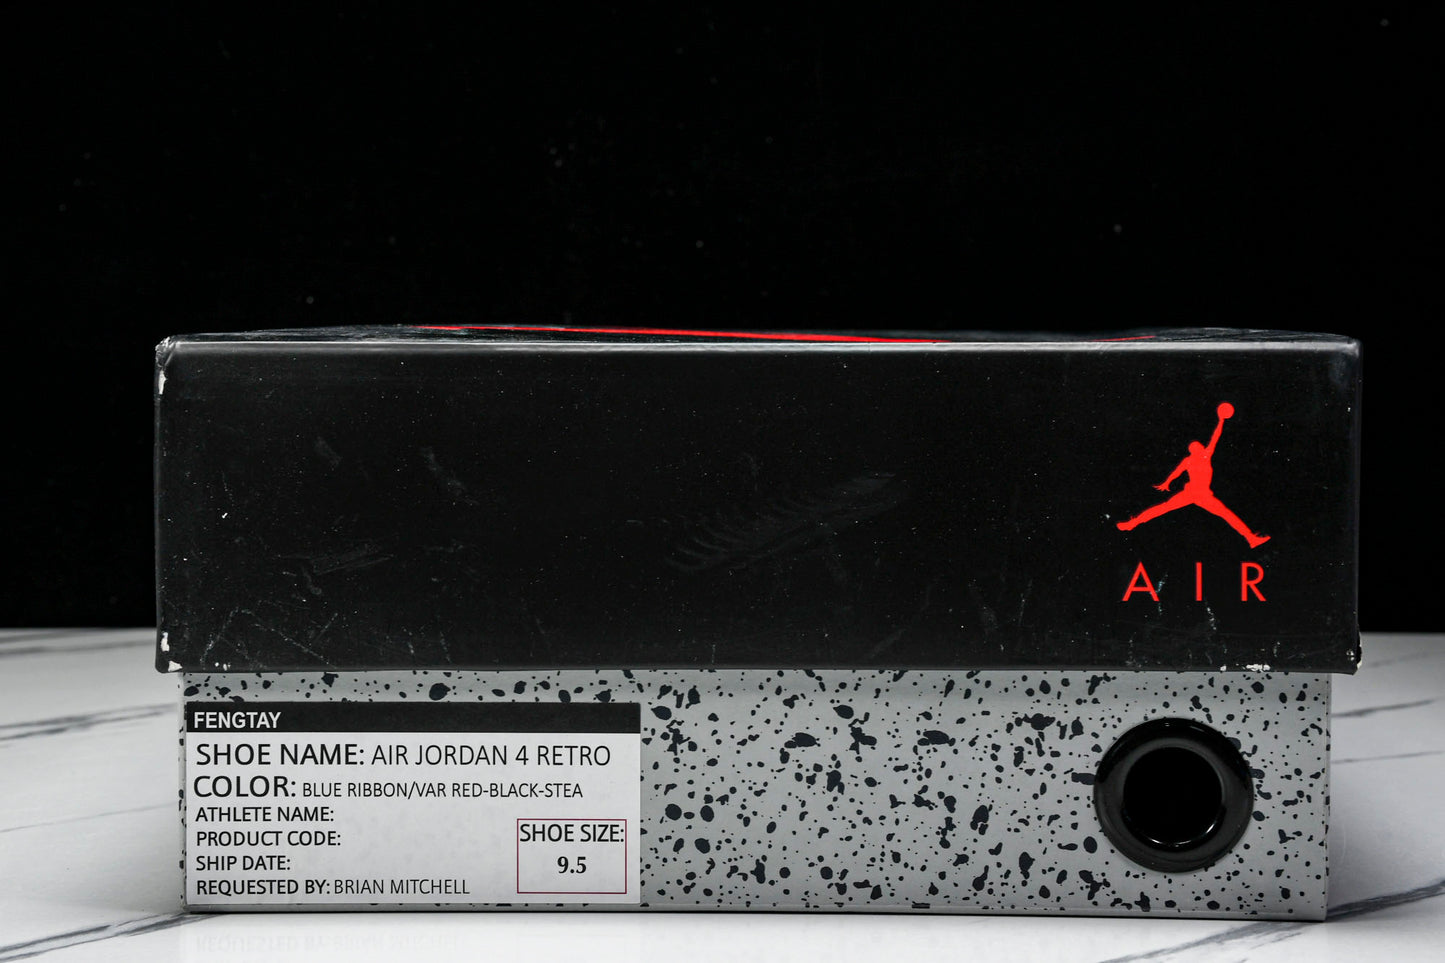 AIR
FENGTAY
SHOE NAME: AIR JORDAN 4 RETRO
COLOR: BLUE RIBBON/VAR RED-BLACK-STEA
ATHLETE NAME:
PRODUCT CODE:
SHIP DATE:
REQUESTED BY: BRIAN MITCHELL
SHOE SIZE:
9.5